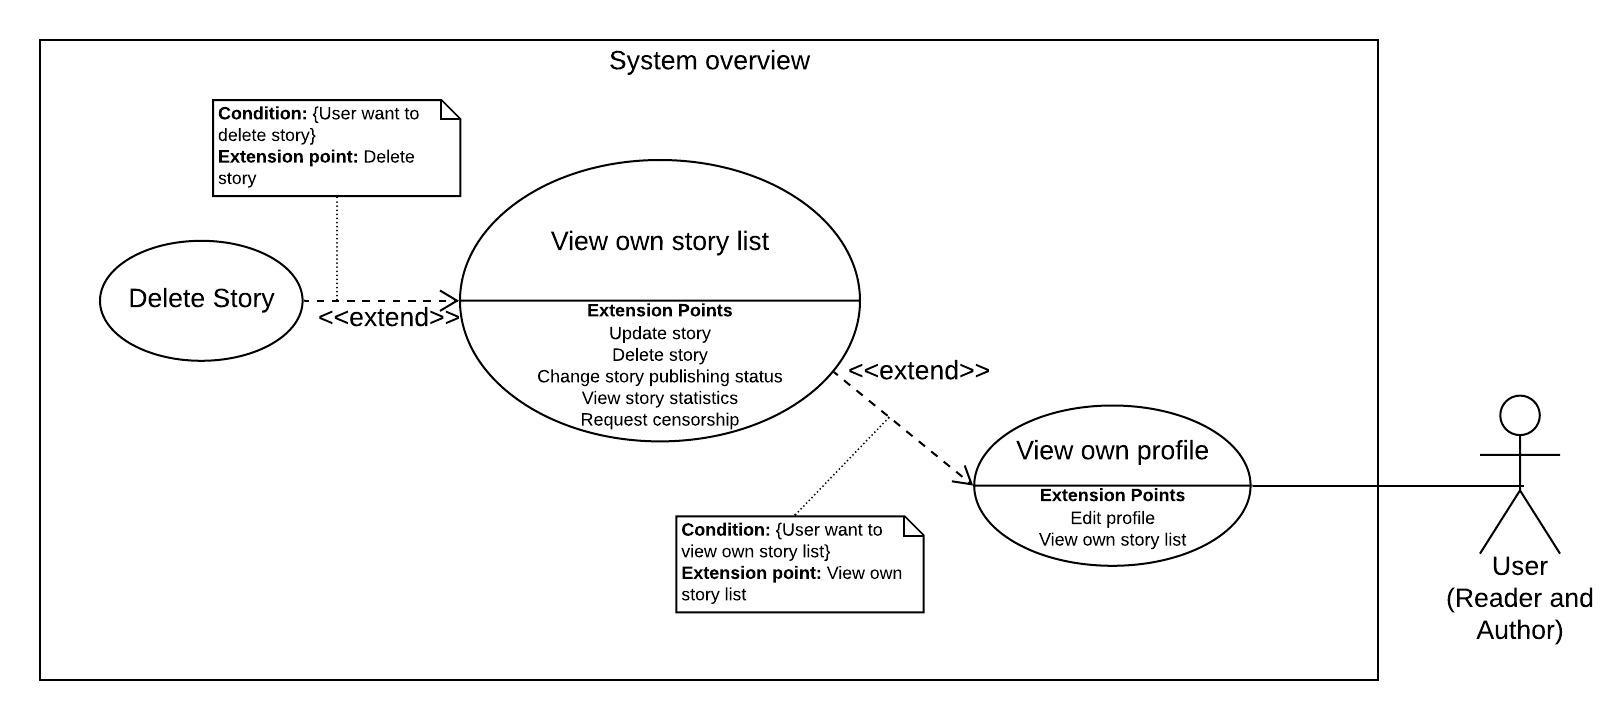 System overview
Condition: {User want to
delete story}
Extension point: Delete
story
View own story list
Delete Story
<<extend>>
Extension Points
Update story
Delete story
Change story publishing status
View story statistics
Request censorship
<<extend>>
View own profile
Extension Points
Edit profile
View own story list
Condition: {User want to
view own story list}
Extension point: View own
story list
User
(Reader and
Author)